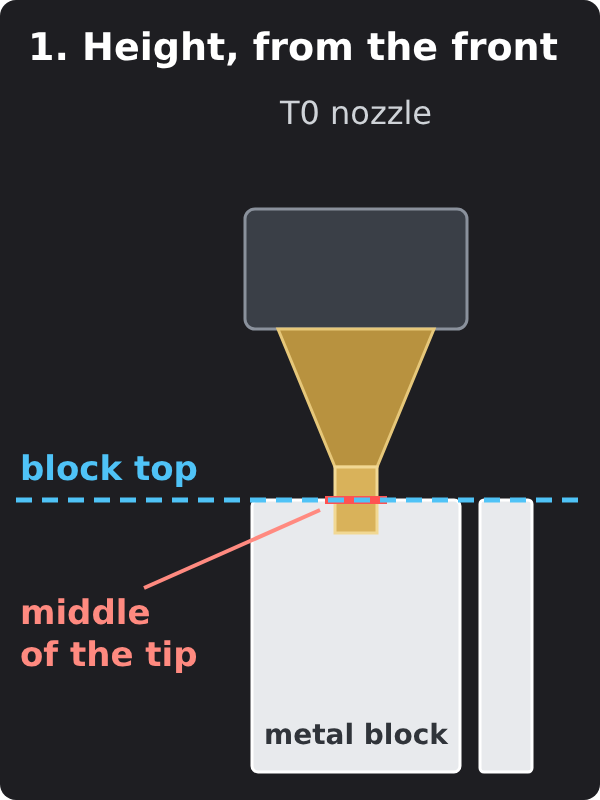 1. Height, from the front
T0 nozzle
block top
middle
of the tip
metal block